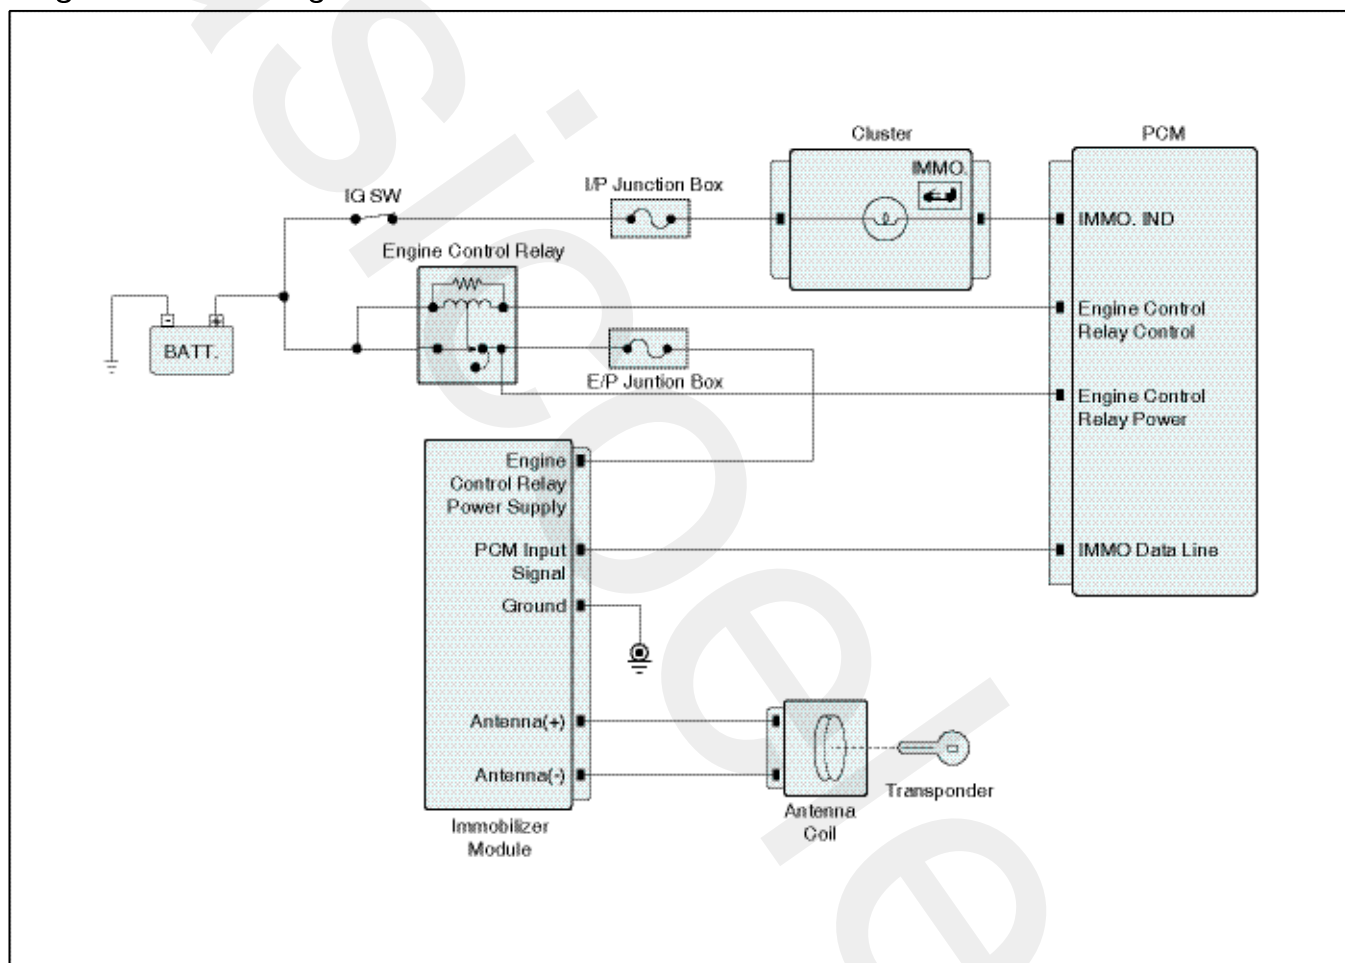 Cluster
PCM
IMMO.
I/P Junction Box
IG SW
IMMO. IND
Engine Control Relay
Engine Control
Relay Control
BATT.
-
+
E/P Juntion Box
Engine Control
Relay Power
Engine
Control Relay
Power Supply
PCM Input
Signal
IMMO Data Line
Ground
Antenna(+)
Antenna(-)
Transponder
Antenna
Coil
Immobilizer
Module